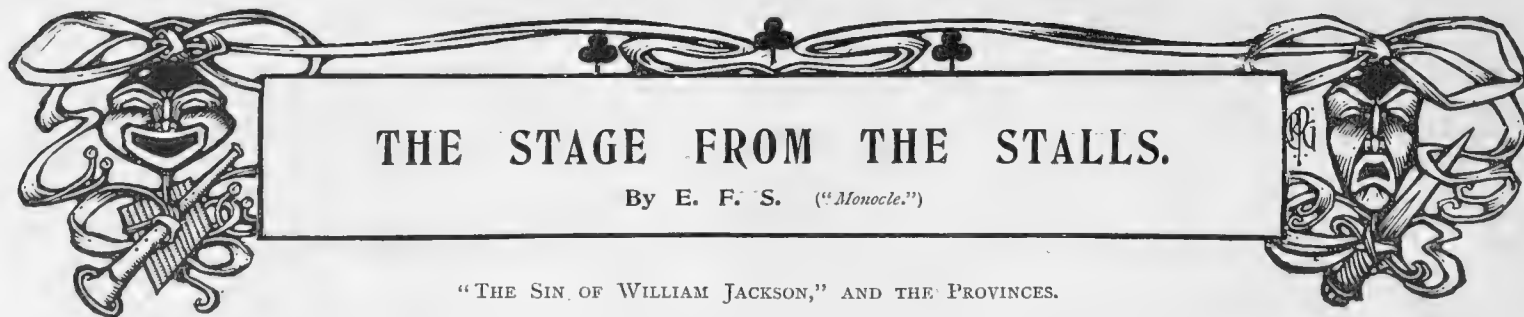 THE STAGE FROM THE STALLS.
By E. F. S. ("Monocle.")
"THE SIN OF WILLIAM JACKSON," AND THE PROVINCES.